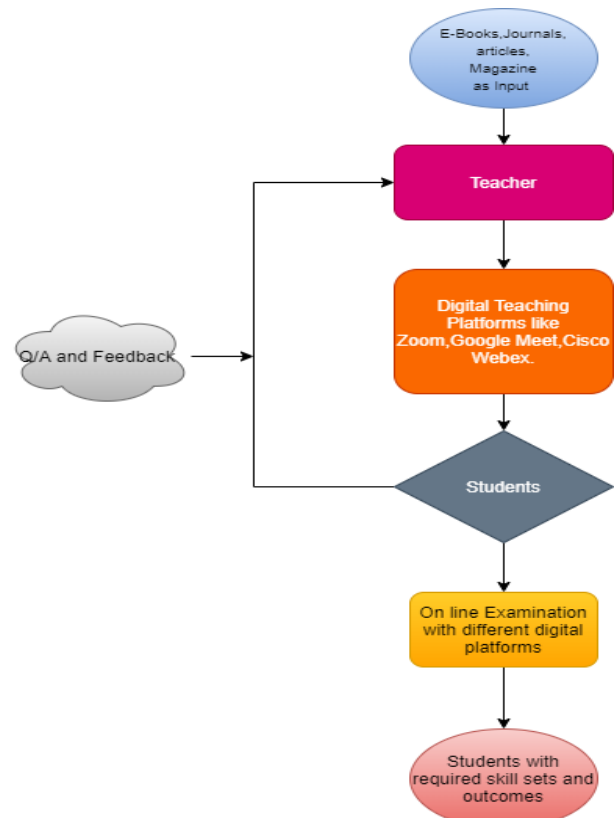 E-Books,Journals,
articles,
Magazine
as Input
Teacher
Digital Teaching
Platforms like
Zoom,Google Meet,Cisco
Webex.
Q/A and Feedback
Students
On line Examination
with different digital
platforms
Students with
required skill sets and
outcomes